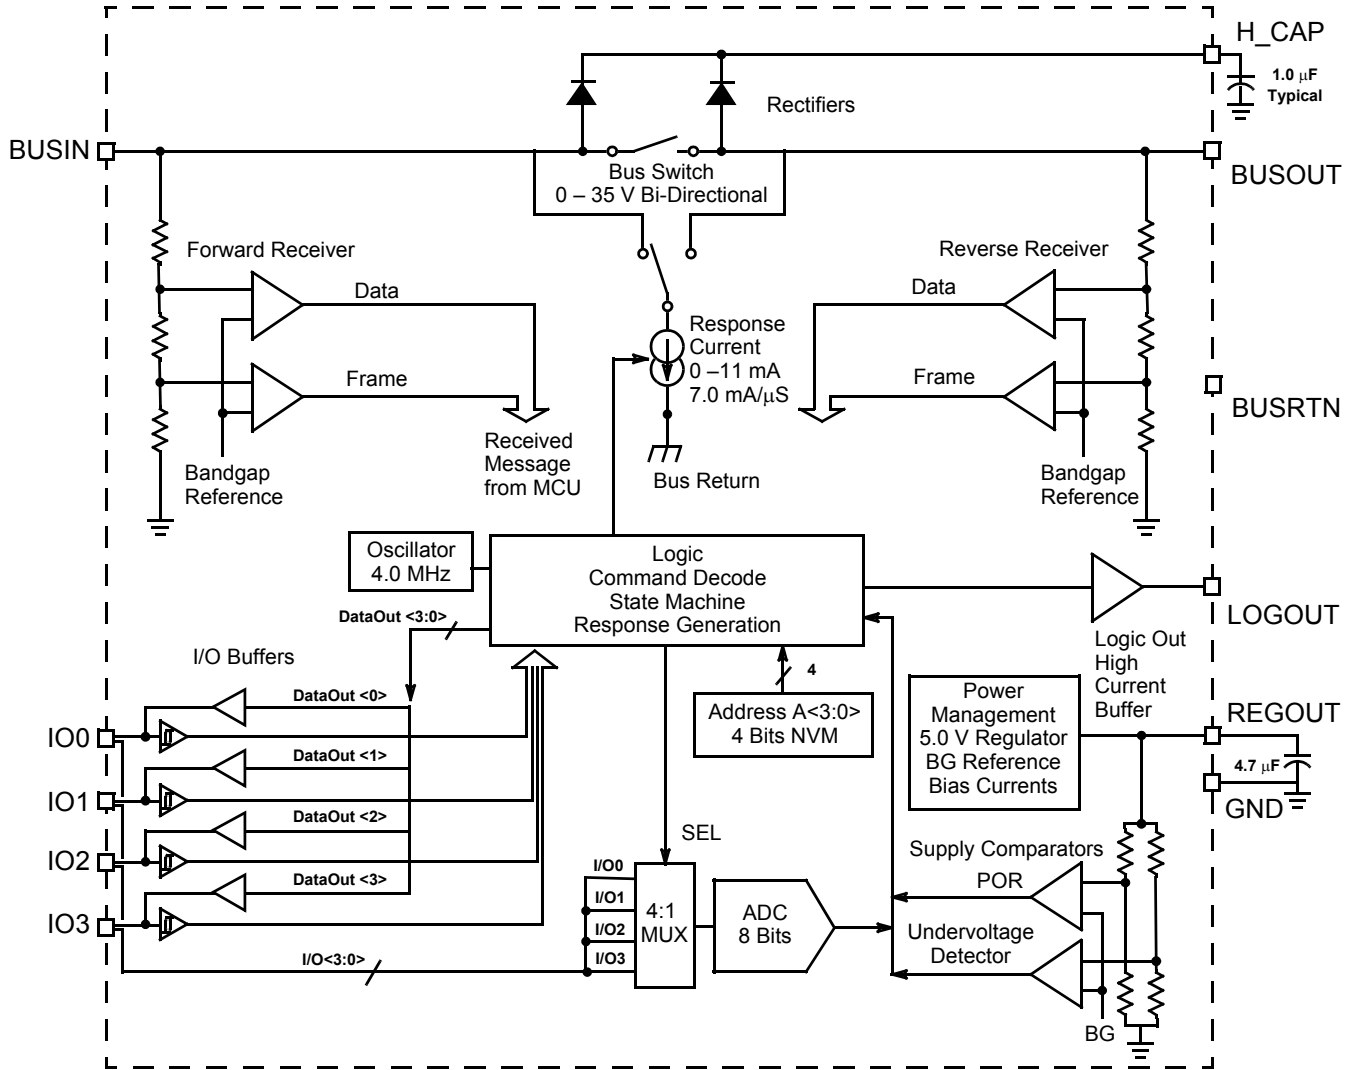 H_CAP
1.0 µF
Typical
Rectifiers
BUSIN
BUSOUT
Bus Switch
0 – 35 V Bi-Directional
Forward Receiver
Reverse Receiver
Data
Data
Response
Current
0 –11 mA
7.0 mA/µS
Frame
Frame
BUSRTN
Received
Message
from MCU
Bandgap
Reference
Bus Return
Bandgap
Reference
Oscillator
4.0 MHz
Logic
Command Decode
State Machine
Response Generation
LOGOUT
DataOut <3:0>
Logic Out
High
Current
Buffer
I/O Buffers
4
Address A<3:0>
4 Bits NVM
Power
Management
5.0 V Regulator
BG Reference
Bias Currents
REGOUT
4.7 µF
GND
DataOut <0>
IO0
DataOut <1>
IO1
DataOut <2>
IO2
DataOut <3>
IO3
I/O<3:0>
SEL
I/O0
I/O1
I/O2
I/O3
4:1
MUX
ADC
8 Bits
Supply Comparators
POR
Undervoltage
Detector
BG